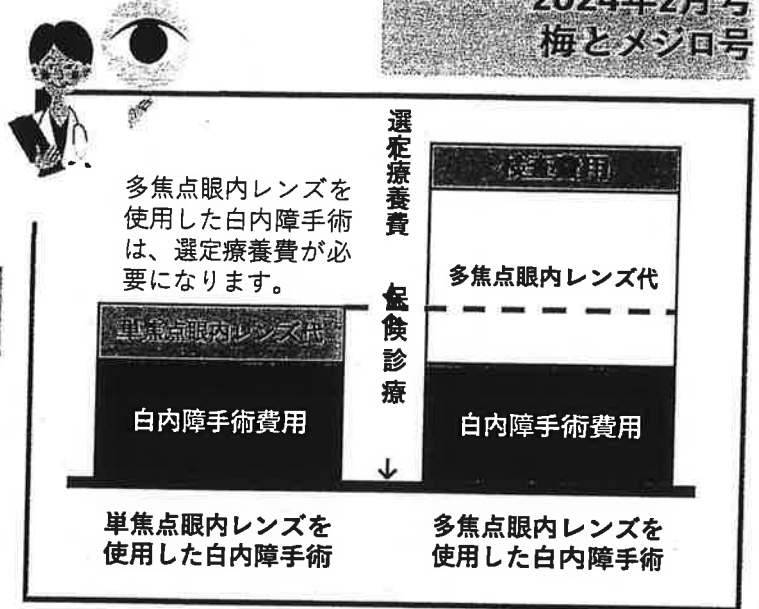 2024年2月号
梅とメジロ号
多焦点眼内レンズを
使用した白内障手術
は、選定療養費が必
要になります。
選定療養費
保険診療
↓
検査費用
多焦点眼内レンズ代
単焦点眼内レンズ代
白内障手術費用
白内障手術費用
単焦点眼内レンズを
使用した白内障手術
多焦点眼内レンズを
使用した白内障手術